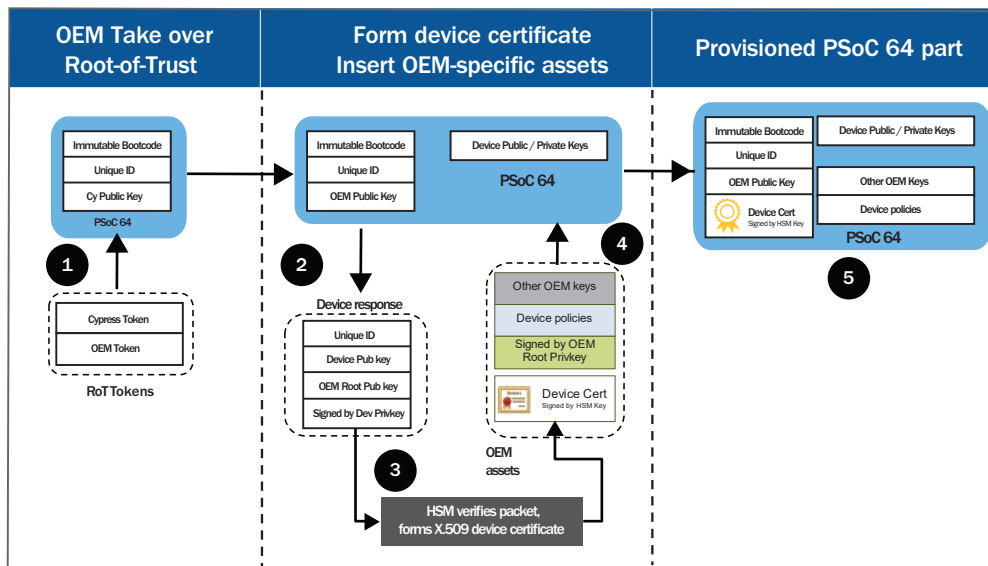 OEM Take over
Root-of-Trust
Form device certificate
Insert OEM-specific assets
Provisioned PSoC 64 part
Immutable Bootcode
Unique ID
Cy Public Key
PSoC 64
1
Cypress Token
OEM Token
RoT Tokens
Immutable Bootcode
Unique ID
OEM Public Key
Device Public / Private Keys
PSoC 64
2
Device response
Unique ID
Device Pub key
OEM Root Pub key
Signed by Dev Privkey
3
HSM verifies packet,
forms X.509 device certificate
4
Other OEM keys
Device policies
Signed by OEM
Root Privkey
Device Cert
Signed by HSM Key
OEM
assets
Immutable Bootcode
Unique ID
OEM Public Key
Device Cert
Signed by HSM Key
Device Public / Private Keys
Other OEM Keys
Device policies
PSoC 64
5